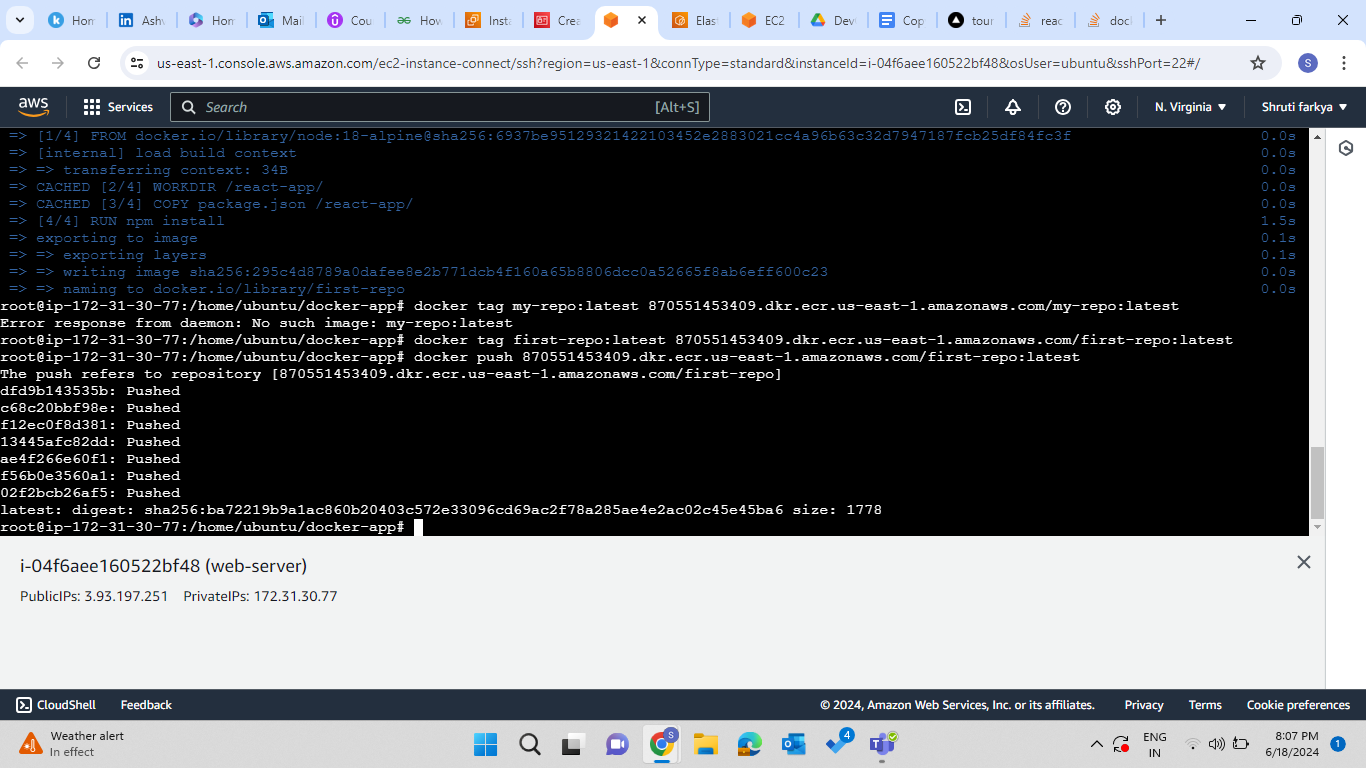 Hom
Ashv
Hom
Mail
Cou
How
Insta
Crea
Elast
EC2
Dev
Cop
tour
reac
doc
us-east-1.console.aws.amazon.com/ec2-instance-connect/ssh?region=us-east-1&connType=standard&instanceId=i-04f6aee160522bf48&osUser=ubuntu&sshPort=22#/
S
aws
Services
Search
[Alt+S]
N. Virginia
Shruti farkya
=> [1/4] FROM docker.io/library/node:18-alpine@sha256:6937be95129321422103452e2883021cc4a96b63c32d7947187fcb25df84fc3f 0.0s
=> [internal] load build context 0.0s
=> => transferring context: 34B 0.0s
=> CACHED [2/4] WORKDIR /react-app/ 0.0s
=> CACHED [3/4] COPY package.json /react-app/ 0.0s
=> [4/4] RUN npm install 1.5s
=> exporting to image 0.1s
=> => exporting layers 0.1s
=> => writing image sha256:295c4d8789a0dafee8e2b771dcb4f160a65b8806dcc0a52665f8ab6eff600c23 0.0s
=> => naming to docker.io/library/first-repo 0.0s
root@ip-172-31-30-77:/home/ubuntu/docker-app# docker tag my-repo:latest 870551453409.dkr.ecr.us-east-1.amazonaws.com/my-repo:latest
Error response from daemon: No such image: my-repo:latest
root@ip-172-31-30-77:/home/ubuntu/docker-app# docker tag first-repo:latest 870551453409.dkr.ecr.us-east-1.amazonaws.com/first-repo:latest
root@ip-172-31-30-77:/home/ubuntu/docker-app# docker push 870551453409.dkr.ecr.us-east-1.amazonaws.com/first-repo:latest
The push refers to repository [870551453409.dkr.ecr.us-east-1.amazonaws.com/first-repo]
dfd9b143535b: Pushed
c68c20bbf98e: Pushed
f12ec0f8d381: Pushed
13445afc82dd: Pushed
ae4f266e60f1: Pushed
f56b0e3560a1: Pushed
02f2bcb26af5: Pushed
latest: digest: sha256:ba72219b9a1ac860b20403c572e33096cd69ac2f78a285ae4e2ac02c45e45ba6 size: 1778
root@ip-172-31-30-77:/home/ubuntu/docker-app#
i-04f6aee160522bf48 (web-server)
PublicIPs: 3.93.197.251 PrivateIPs: 172.31.30.77
CloudShell
Feedback
© 2024, Amazon Web Services, Inc. or its affiliates.
Privacy
Terms
Cookie preferences
Weather alert
In effect
S
4
ENG
IN
8:07 PM
6/18/2024
1